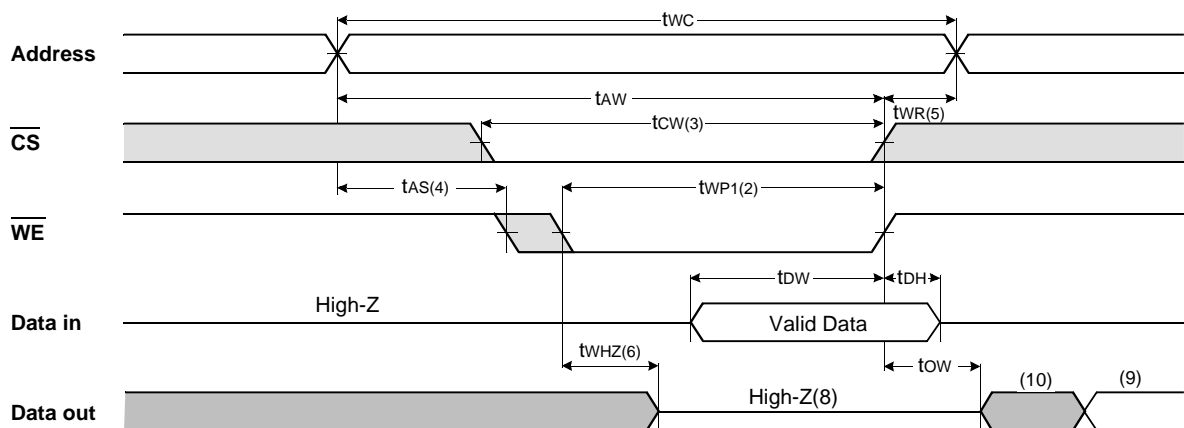 tWC
Address
tAW
tWR(5)
tCW(3)
CS
tAS(4)
tWP1(2)
WE
tDW
tDH
High-Z
Data in
Valid Data
tWHZ(6)
tOW
(10)
(9)
High-Z(8)
Data out